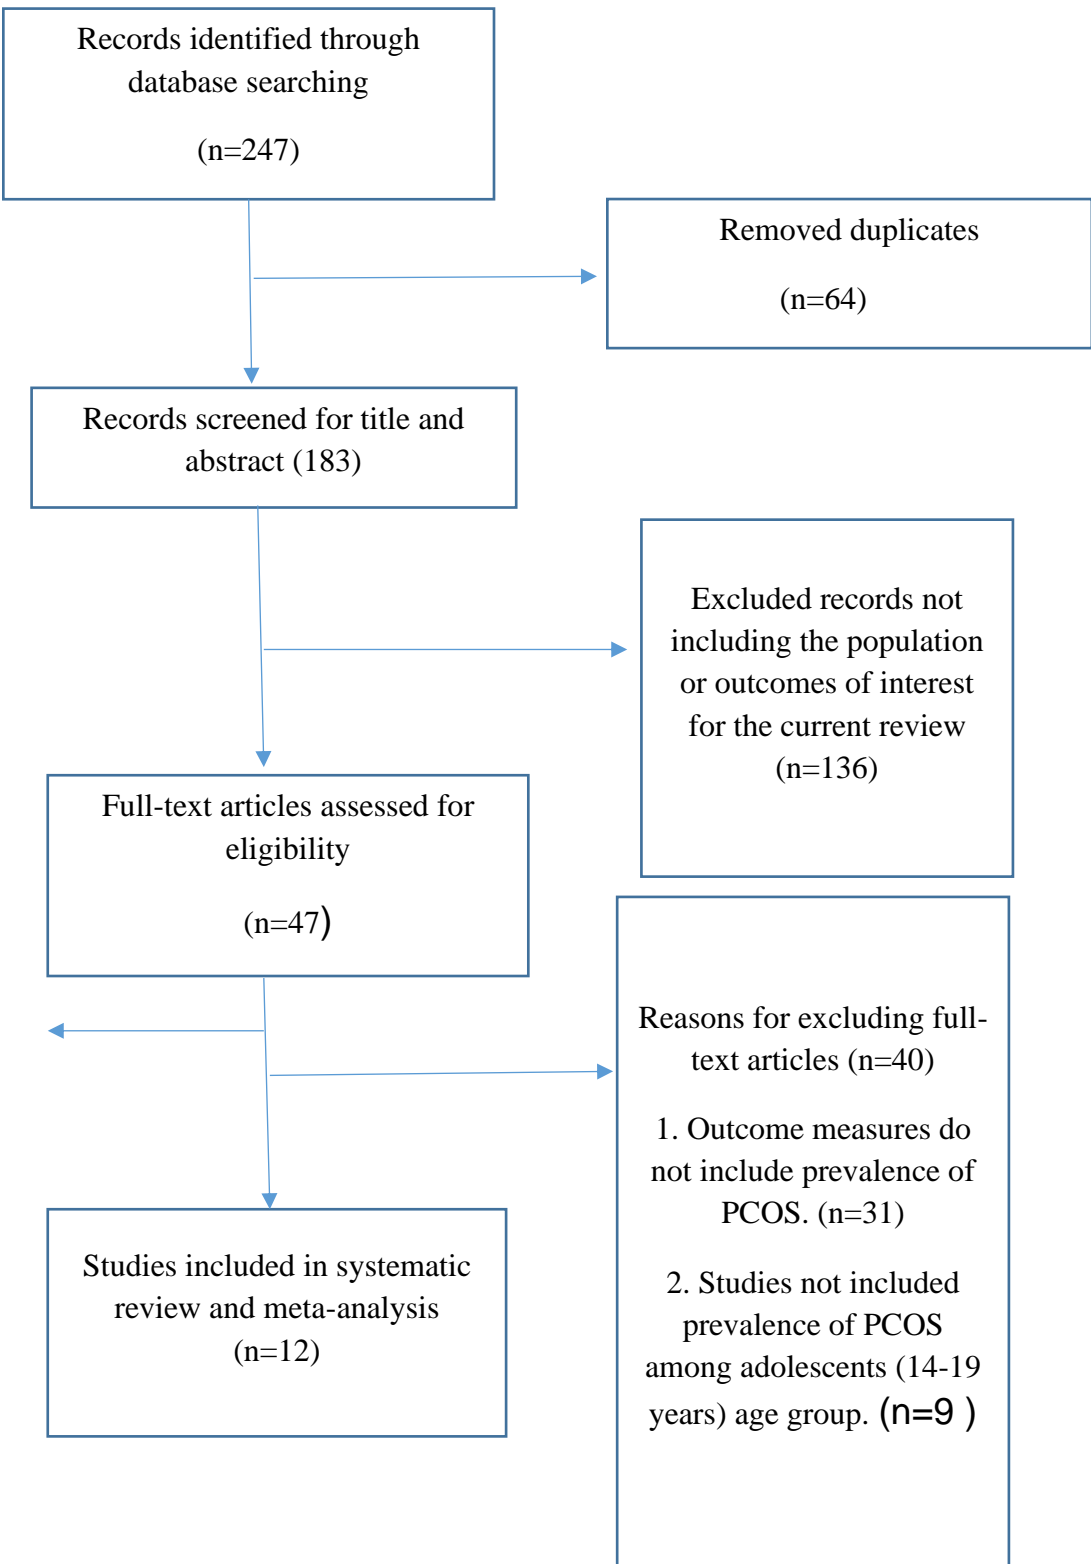 Records identified through
database searching
(n=247)
Removed duplicates
(n=64)
Records screened for title and
abstract (183)
Excluded records not
including the population
or outcomes of interest
for the current review
(n=136)
Full-text articles assessed for
eligibility
(n=47)
Reasons for excluding full-
text articles (n=40)
1. Outcome measures do
not include prevalence of
PCOS. (n=31)
2. Studies not included
prevalence of PCOS
among adolescents (14-19
years) age group. (n=9 )
Studies included in systematic
review and meta-analysis
(n=12)